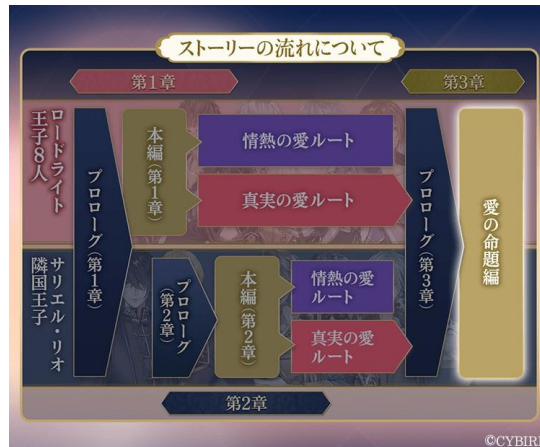 ストーリーの流れについて
第1章
第3章
ロードライト
王子8人
プロローグ(第1章)
本編(第1章)
情熱の愛ルート
真実の愛ルート
プロローグ(第3章)
愛の命題編
サリエル・リオ
隣国王子
プロローグ
(第2章)
本編(第2章)
情熱の愛
ルート
真実の愛
ルート
第2章
©CYBIR